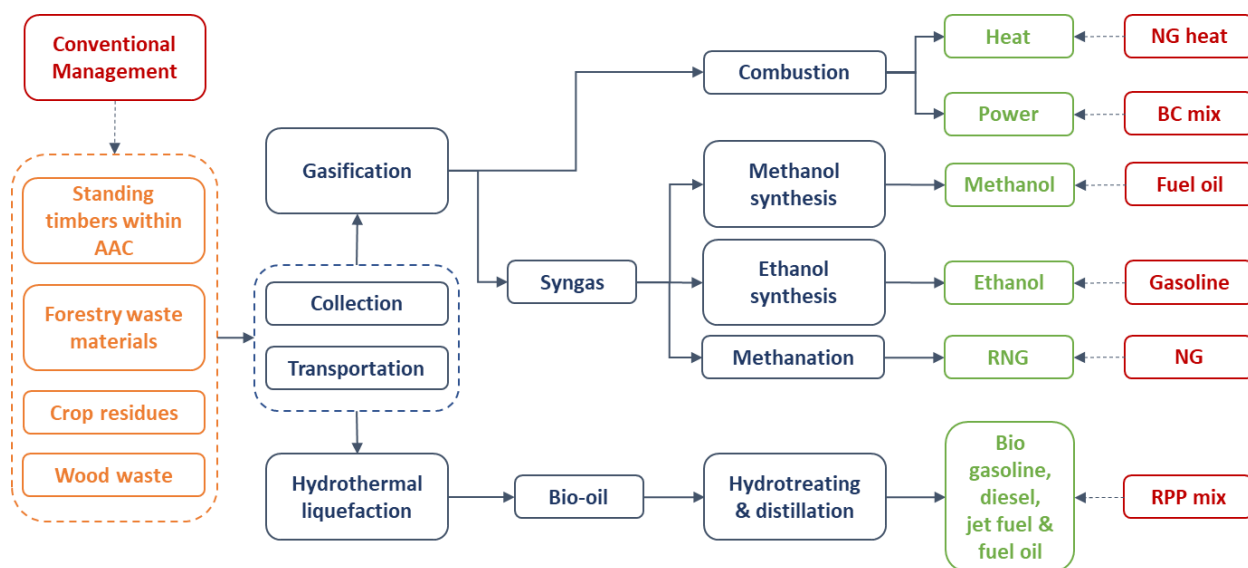 Conventional
Management
Standing
timbers within
AAC
Forestry waste
materials
Crop residues
Wood waste
Gasification
Collection
Transportation
Hydrothermal
liquefaction
Syngas
Bio-oil
Combustion
Methanol
synthesis
Ethanol
synthesis
Methanation
Hydrotreating
& distillation
Heat
Power
Methanol
Ethanol
RNG
Bio
gasoline,
diesel,
jet fuel &
fuel oil
NG heat
BC mix
Fuel oil
Gasoline
NG
RPP mix